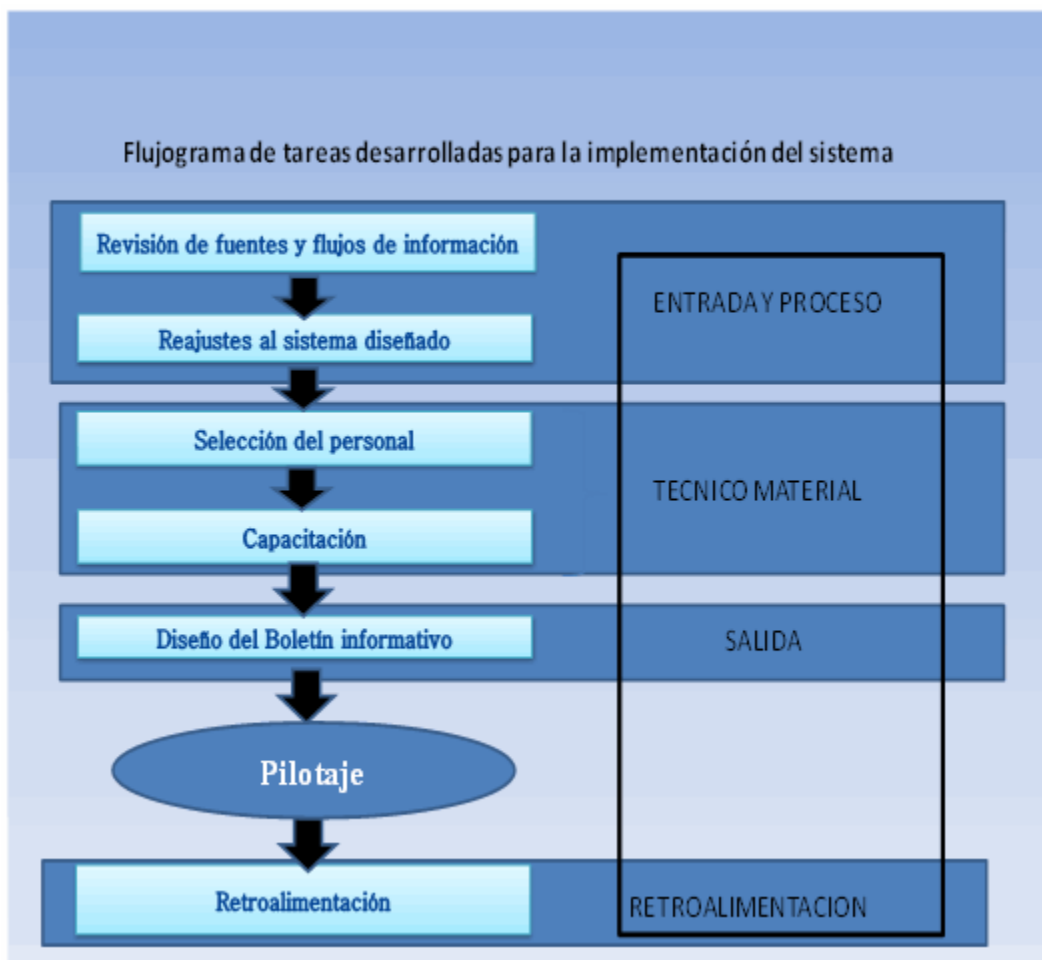 Flujograma de tareas desarrolladas para la implementación del sistema
Revisión de fuentes y flujos de información
ENTRADA Y PROCESO
Reajustes al sistema diseñado
Selección del personal
TECNICO MATERIAL
Capacitación
Diseño del Boletín informativo
SALIDA
Pilotaje
Retroalimentación
RETROALIMENTACION